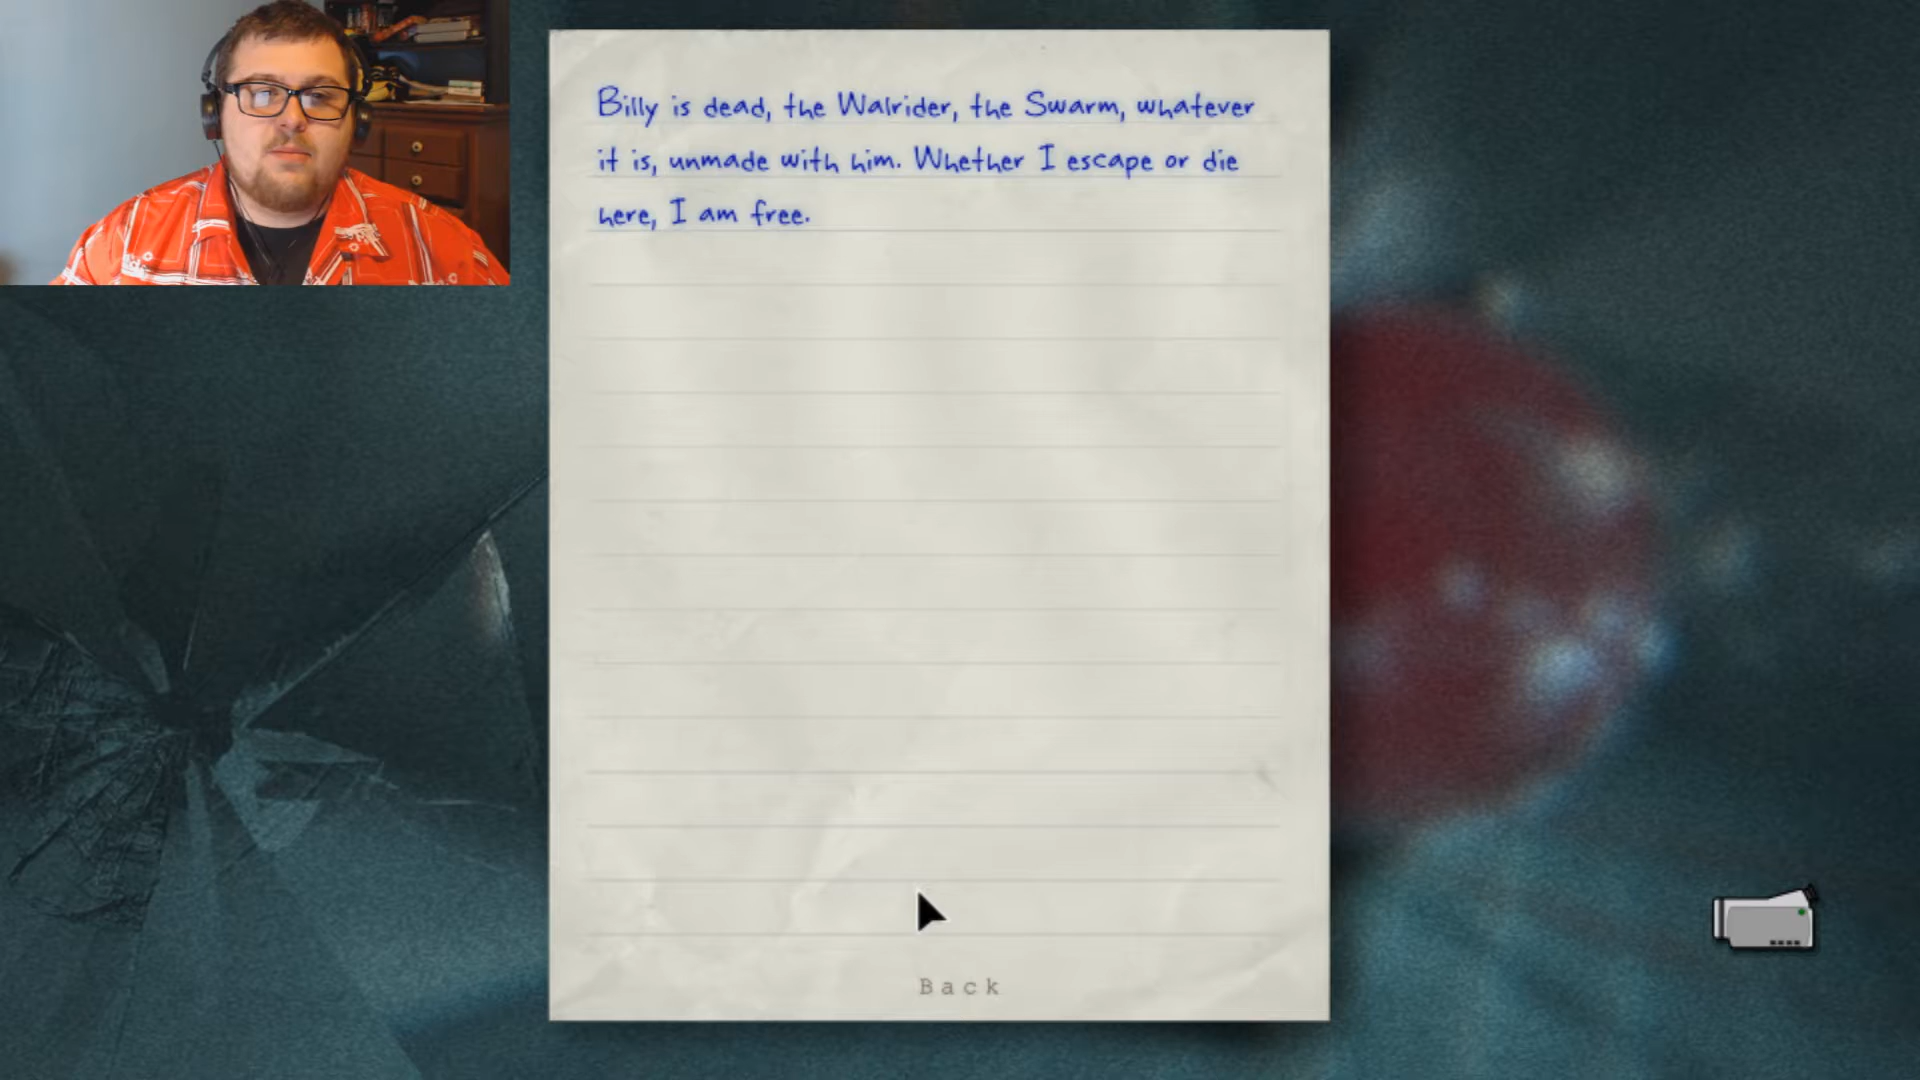 Billy is dead, the Walrider, the Swarm, whatever
it is, unmade with him. Whether I escape or die
here, I am free.
Back